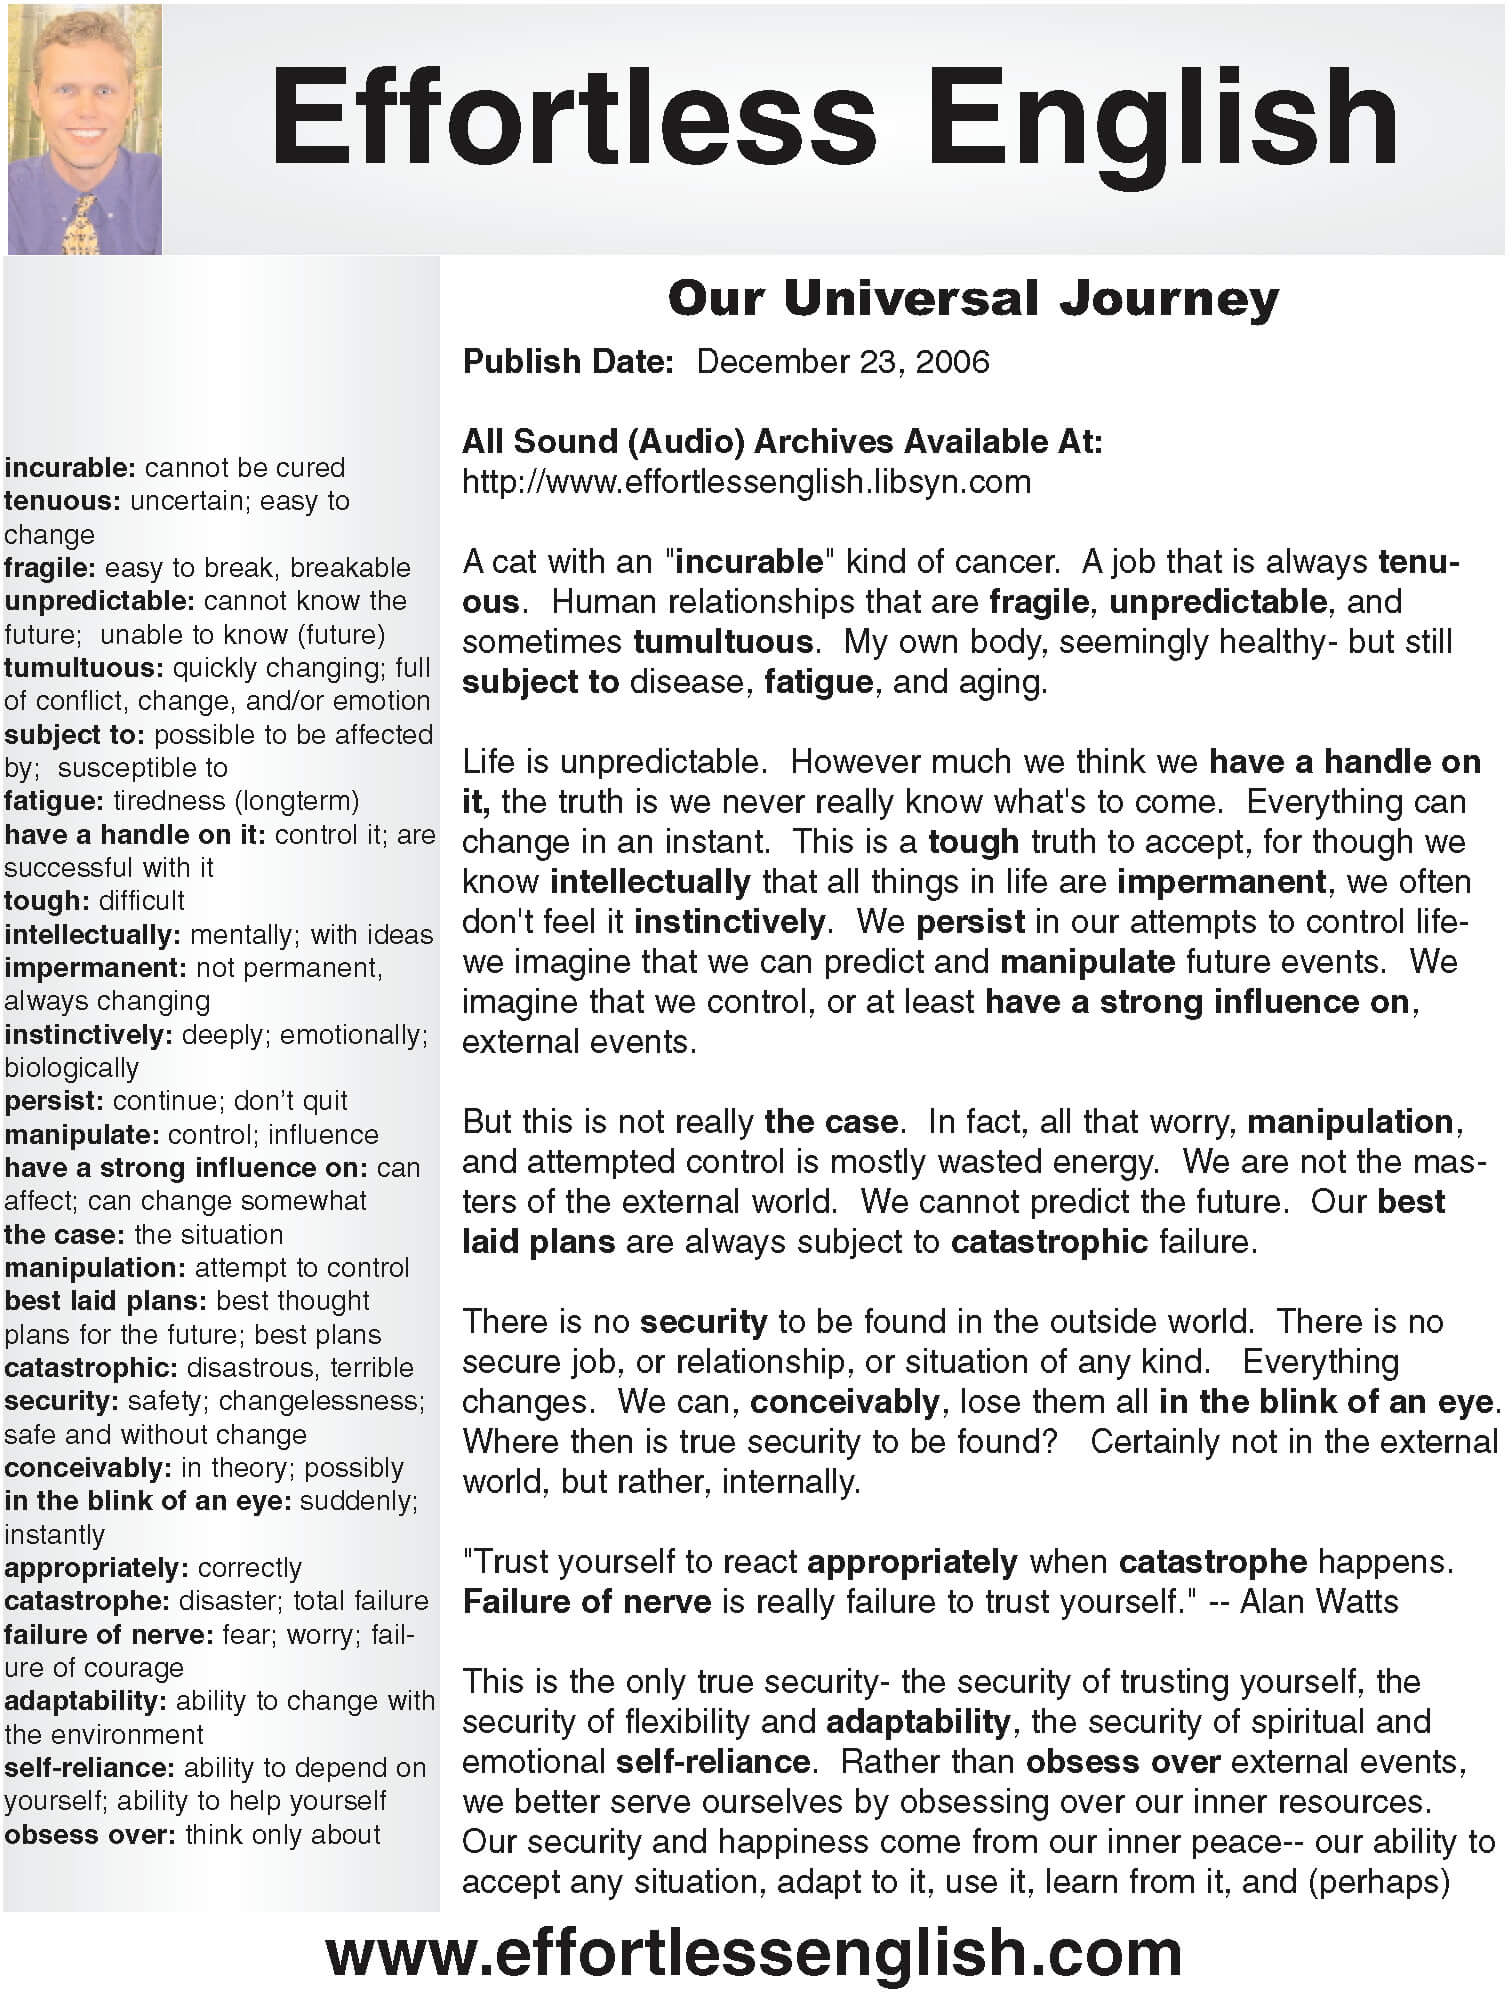 Effortless English
incurable: cannot be cured
tenuous: uncertain; easy to
change
fragile: easy to break, breakable
unpredictable: cannot know the
future;  unable to know (future)
tumultuous: quickly changing; full
of conflict, change, and/or emotion
subject to: possible to be affected
by;  susceptible to
fatigue: tiredness (longterm)
have a handle on it: control it; are
successful with it
tough: difficult
intellectually: mentally; with ideas
impermanent: not permanent,
always changing
instinctively: deeply; emotionally;
biologically
persist: continue; don’t quit
manipulate: control; influence
have a strong influence on: can
affect; can change somewhat
the case: the situation
manipulation: attempt to control
best laid plans: best thought
plans for the future; best plans
catastrophic: disastrous, terrible
security: safety; changelessness;
safe and without change
conceivably: in theory; possibly
in the blink of an eye: suddenly;
instantly
appropriately: correctly
catastrophe: disaster; total failure
failure of nerve: fear; worry; fail-
ure of courage
adaptability: ability to change with
the environment
self-reliance: ability to depend on
yourself; ability to help yourself
obsess over: think only about
Our Universal Journey
Publish Date:  December 23, 2006
All Sound (Audio) Archives Available At:
http://www.effortlessenglish.libsyn.com
A cat with an "incurable" kind of cancer.  A job that is always tenu-
ous.  Human relationships that are fragile, unpredictable, and
sometimes tumultuous.  My own body, seemingly healthy- but still
subject to disease, fatigue, and aging.
Life is unpredictable.  However much we think we have a handle on
it, the truth is we never really know what's to come.  Everything can
change in an instant.  This is a tough truth to accept, for though we
know intellectually that all things in life are impermanent, we often
don't feel it instinctively.  We persist in our attempts to control life-
we imagine that we can predict and manipulate future events.  We
imagine that we control, or at least have a strong influence on,
external events.
But this is not really the case.  In fact, all that worry, manipulation,
and attempted control is mostly wasted energy.  We are not the mas-
ters of the external world.  We cannot predict the future.  Our best
laid plans are always subject to catastrophic failure.
There is no security to be found in the outside world.  There is no
secure job, or relationship, or situation of any kind.   Everything
changes.  We can, conceivably, lose them all in the blink of an eye.
Where then is true security to be found?   Certainly not in the external
world, but rather, internally.
"Trust yourself to react appropriately when catastrophe happens.
Failure of nerve is really failure to trust yourself." -- Alan Watts
This is the only true security- the security of trusting yourself, the
security of flexibility and adaptability, the security of spiritual and
emotional self-reliance.  Rather than obsess over external events,
we better serve ourselves by obsessing over our inner resources.
Our security and happiness come from our inner peace-- our ability to
accept any situation, adapt to it, use it, learn from it, and (perhaps)
www.effortlessenglish.com